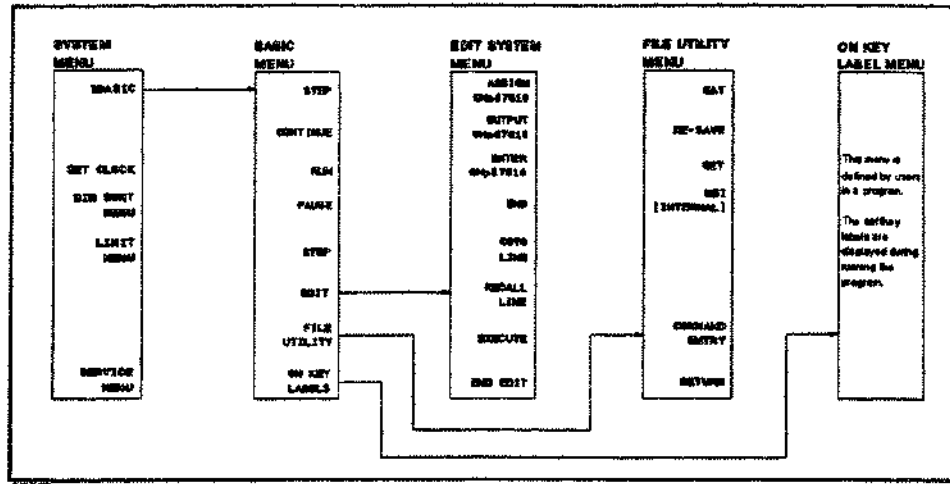 SYSTEM
MENU
IBASIC
SET CLOCK
BIN SORT
MENU
LIMIT
MENU
SERVICE
MENU
BASIC
MENU
STEP
CONTINUE
RUN
PAUSE
STOP
EDIT
FILE
UTILITY
ON KEY
LABELS
EDIT SYSTEM
MENU
ASSIGN
OUTPUT
ENTER
END
GOTO
LINE
RECALL
LINE
EXECUTE
END EDIT
FILE UTILITY
MENU
CAT
RE-SAVE
GET
MSI
[INTERNAL]
COMMAND
ENTRY
RETURN
ON KEY
LABEL MENU
This menu is
defined by users
in a program.
The softkey
labels are
displayed during
running the
program.